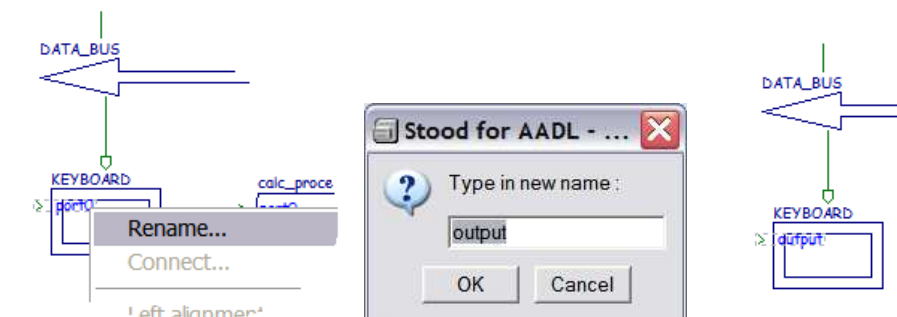 DATA_BUS
KEYBOARD
port0
calc_proce
port0
Rename...
Connect...
Left alignment
Stood for AADL - ...
Type in new name :
output
OK
Cancel
DATA_BUS
KEYBOARD
output